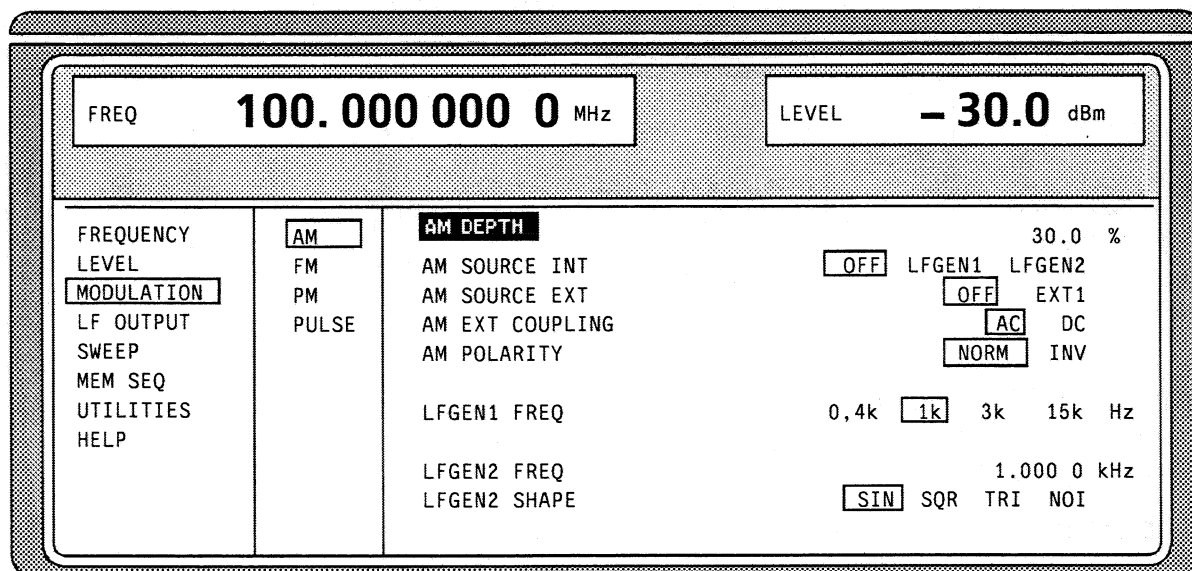 FREQ 100. 000 000 0 MHz LEVEL – 30.0 dBm
FREQUENCY
LEVEL
MODULATION
LF OUTPUT
SWEEP
MEM SEQ
UTILITIES
HELP
AM
FM
PM
PULSE
AM DEPTH 30.0 %
AM SOURCE INT OFF LFGEN1 LFGEN2
AM SOURCE EXT OFF EXT1
AM EXT COUPLING AC DC
AM POLARITY NORM INV
LFGEN1 FREQ 0,4k 1k 3k 15k Hz
LFGEN2 FREQ 1.000 0 kHz
LFGEN2 SHAPE SIN SQR TRI NOI